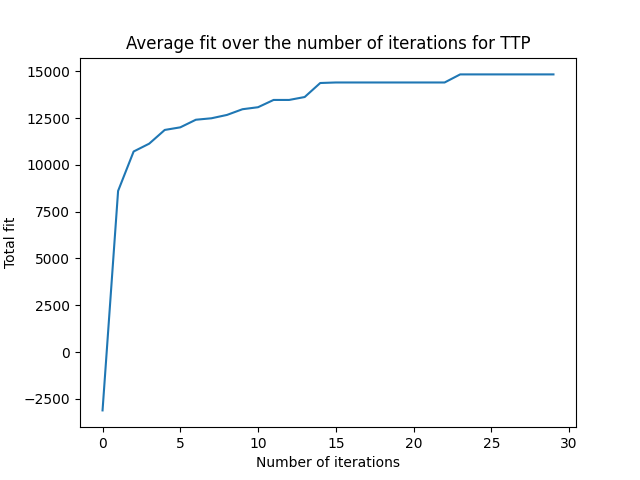 Average fit over the number of iterations for TTP
15000
12500
10000
7500
5000
2500
0
−2500
Total fit
0 5 10 15 20 25 30
Number of iterations